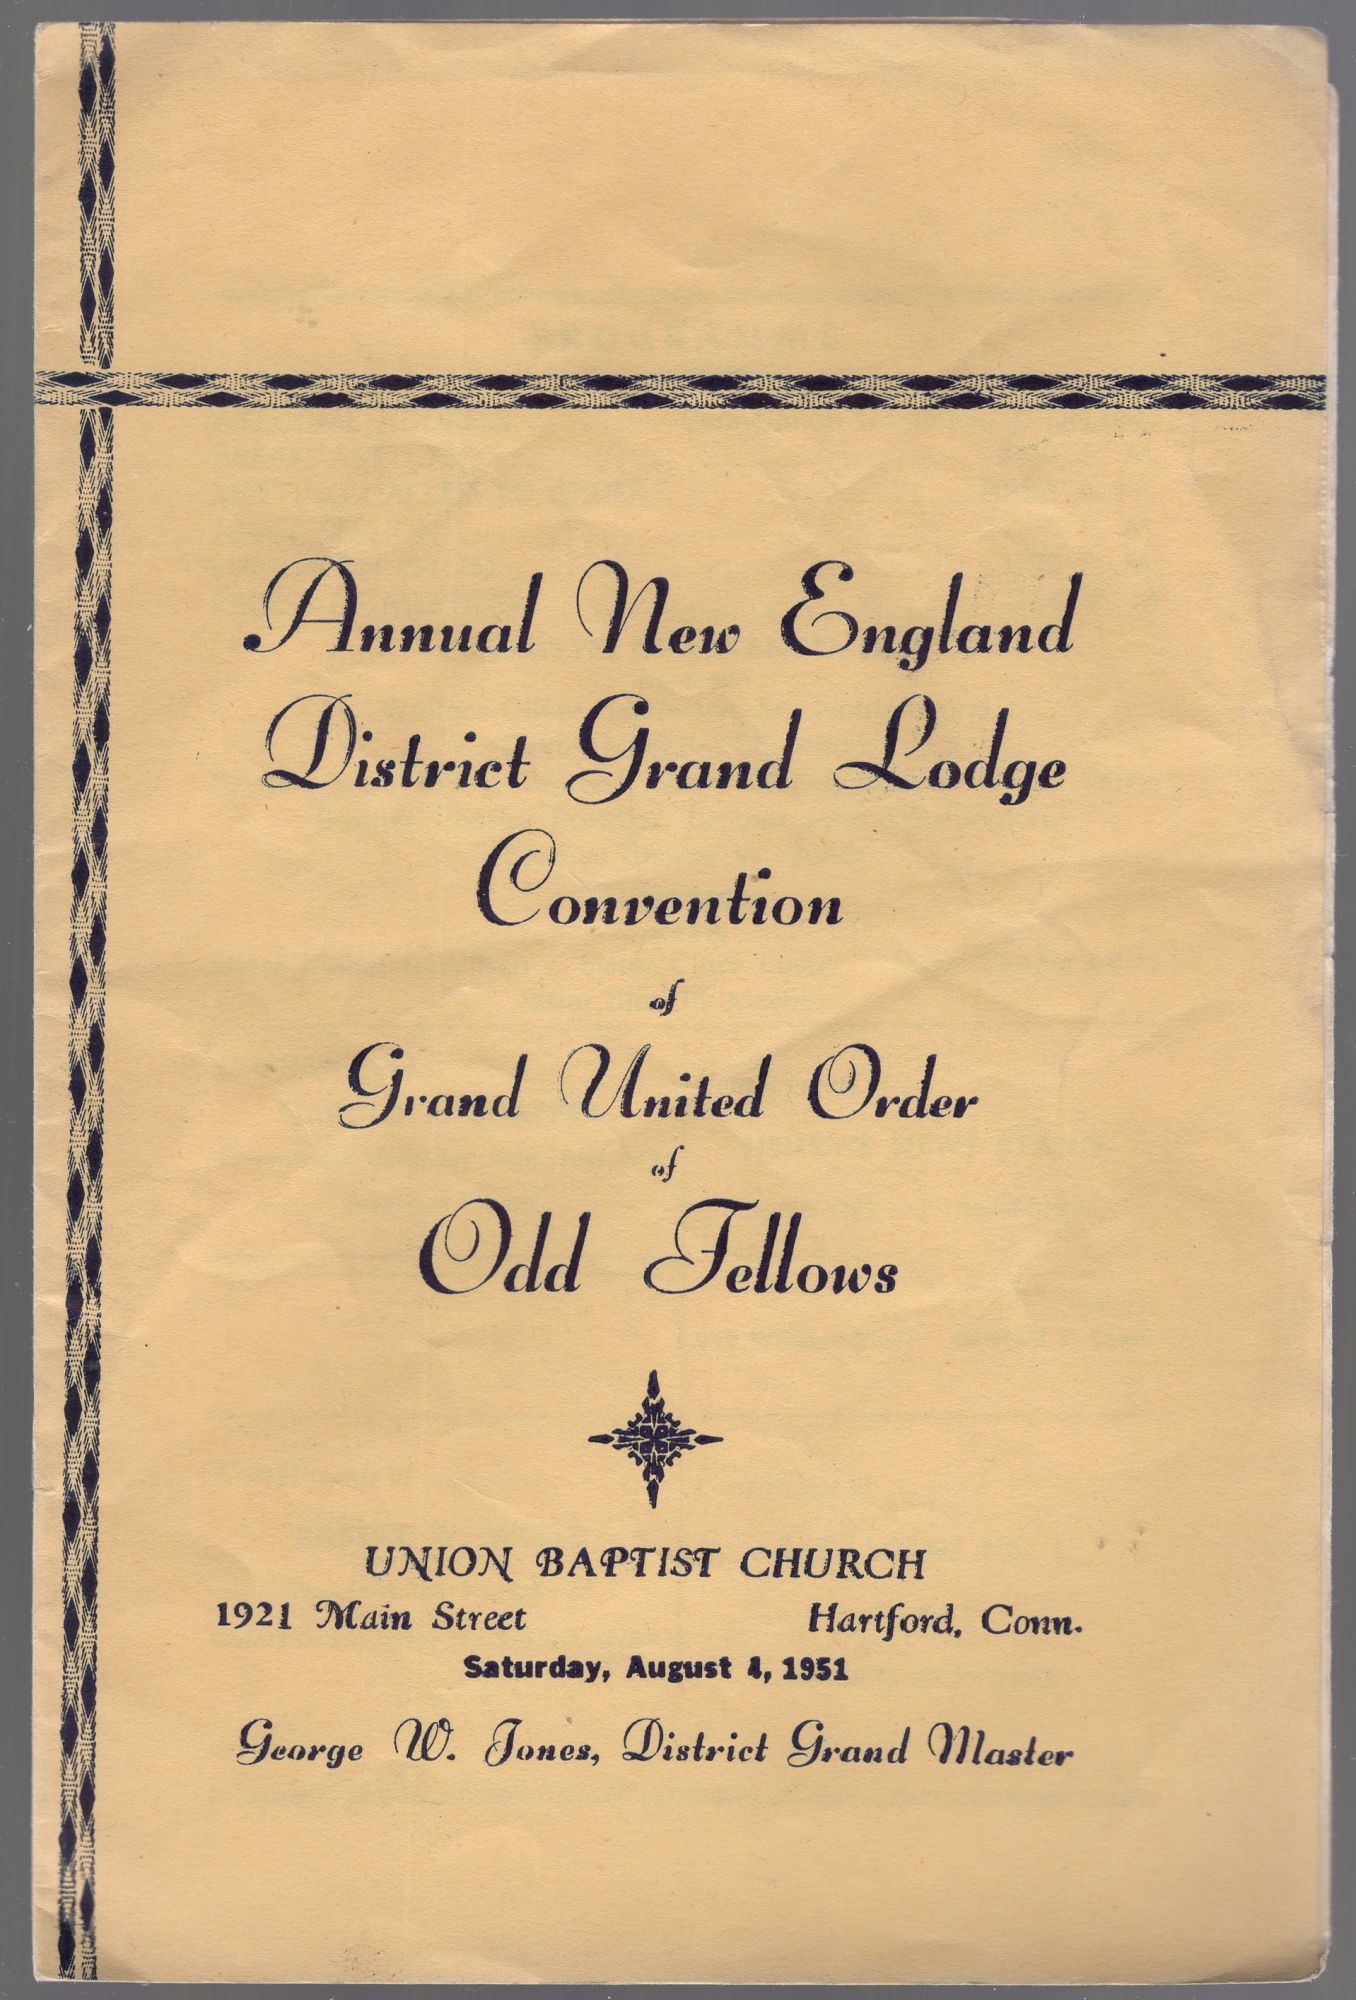 Annual New England
District Grand Lodge
Convention
of
Grand United Order
of
Odd Fellows
UNION BAPTIST CHURCH
1921 Main Street Hartford, Conn.
Saturday, August 4, 1951
George W. Jones, District Grand Master